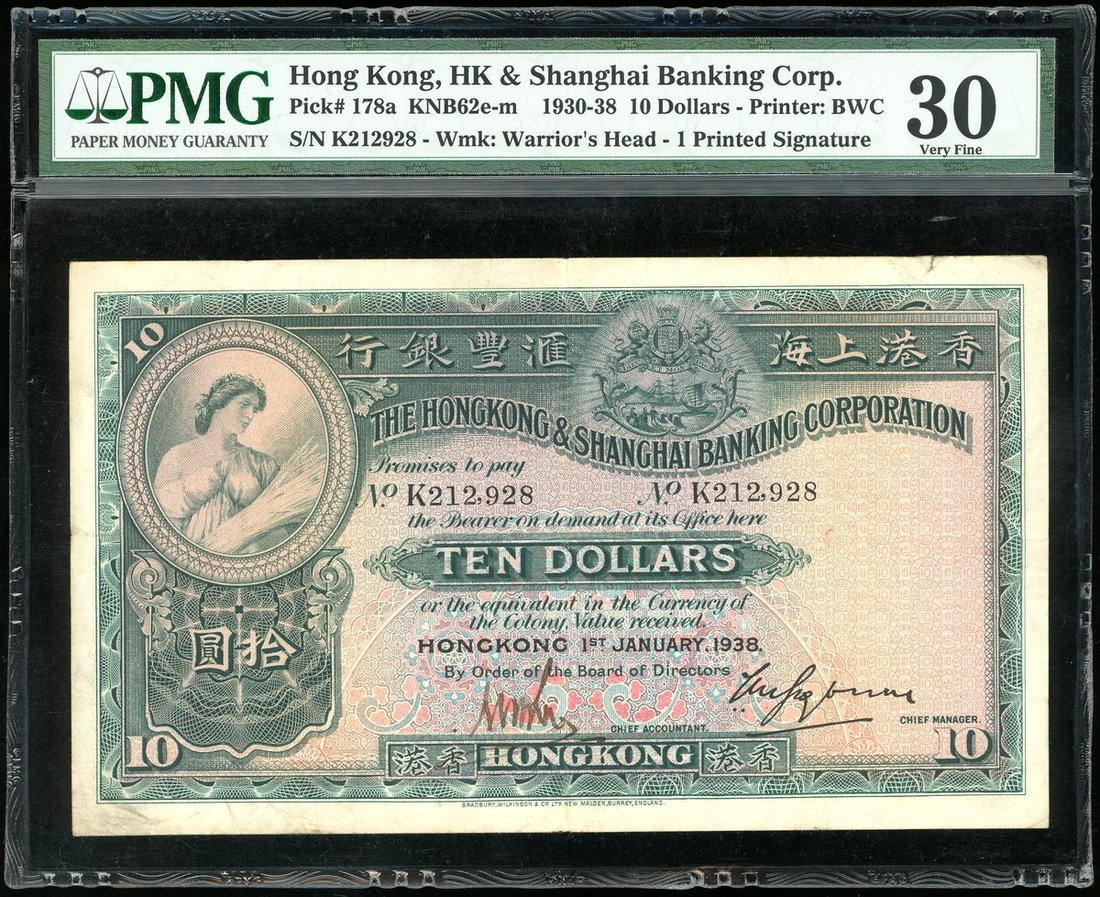 PMG
PAPER MONEY GUARANTY
Hong Kong, HK & Shanghai Banking Corp.
Pick# 178a KNB62e-m 1930-38 10 Dollars - Printer: BWC
S/N K212928 - Wmk: Warrior's Head - 1 Printed Signature
30
Very Fine
10
行銀豐滙 海上港香
THE HONGKONG & SHANGHAI BANKING CORPORATION
Promises to pay
No. K212,928 No. K212,928
the Bearer on demand at its Office here
TEN DOLLARS
or the equivalent in the Currency of
the Colony, Value received.
圓拾
HONGKONG 1ST JANUARY, 1938.
By Order of the Board of Directors
CHIEF ACCOUNTANT.
CHIEF MANAGER.
10 港香 HONGKONG 港香 10
BRADBURY, WILKINSON & CO LTD NEW MALDEN, SURREY, ENGLAND.